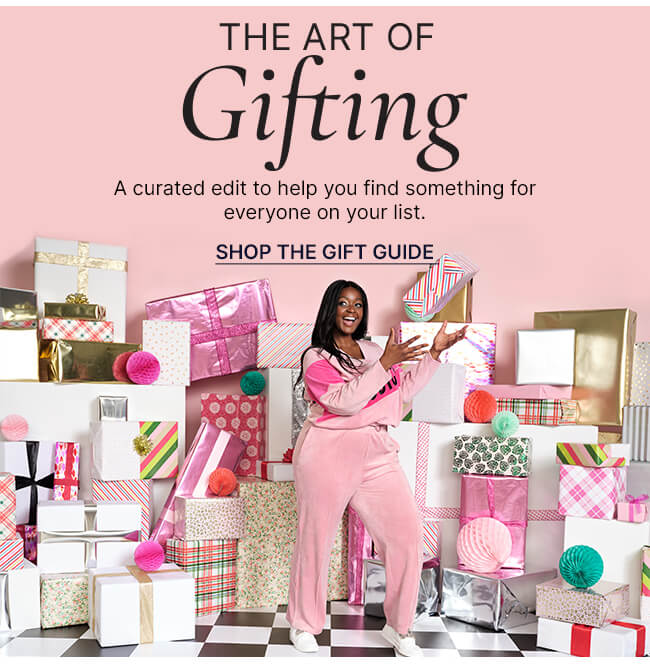 THE ART OF
Gifting
A curated edit to help you find something for
everyone on your list.
SHOP THE GIFT GUIDE